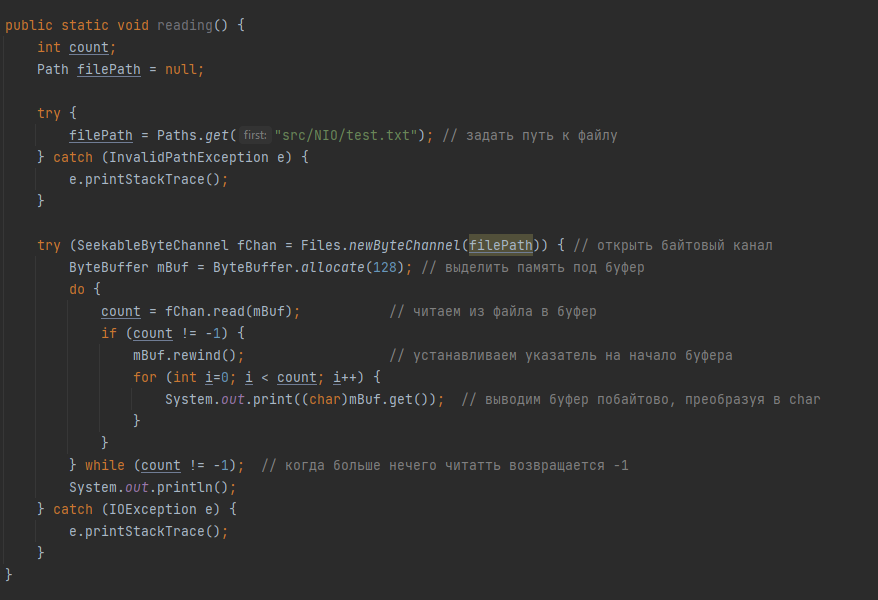 public static void reading() {
    int count;
    Path filePath = null;

    try {
        filePath = Paths.get( first: "src/NIO/test.txt"); // задать путь к файлу
    } catch (InvalidPathException e) {
        e.printStackTrace();
    }

    try (SeekableByteChannel fChan = Files.newByteChannel(filePath)) { // открыть байтовый канал
        ByteBuffer mBuf = ByteBuffer.allocate(128); // выделить память под буфер
        do {
            count = fChan.read(mBuf);           // читаем из файла в буфер
            if (count != -1) {
                mBuf.rewind();                  // устанавливаем указатель на начало буфера
                for (int i=0; i < count; i++) {
                    System.out.print((char)mBuf.get());  // выводим буфер побайтово, преобразуя в char
                }
            }
        } while (count != -1);  // когда больше нечего читатть возвращается -1
        System.out.println();
    } catch (IOException e) {
        e.printStackTrace();
    }
}